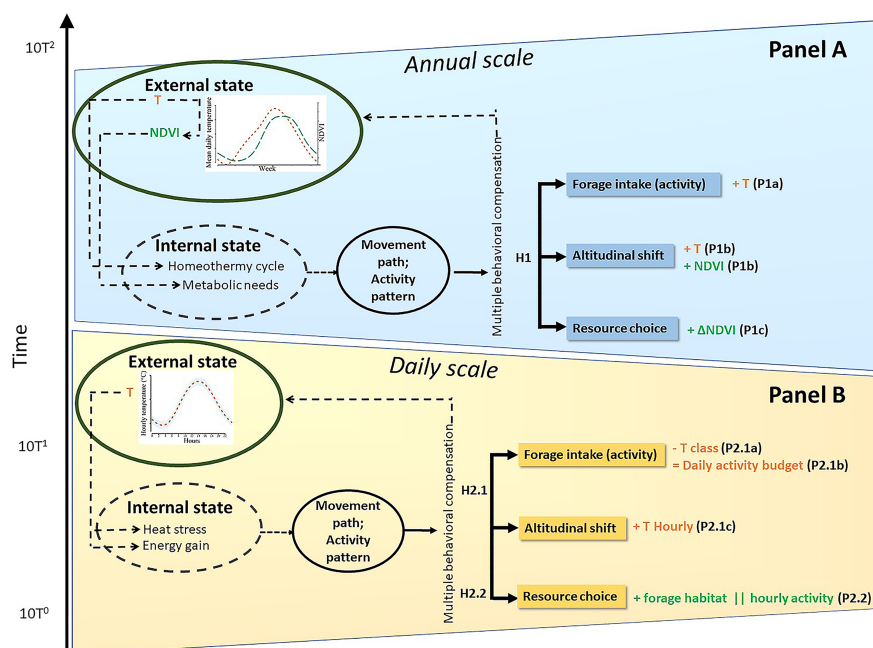 10T²
Annual scale
Panel A
External state
T
NDVI
Mean daily temperature
NDVI
Week
Internal state
Homeothermy cycle
Metabolic needs
Movement
path;
Activity
pattern
Multiple behavioral compensation
H1
Forage intake (activity)
+ T (P1a)
Altitudinal shift
+ T (P1b)
+ NDVI (P1b)
Resource choice
+ ΔNDVI (P1c)
Time
Daily scale
Panel B
External state
T
Hourly temperature (°C)
Hours
10T¹
Internal state
Heat stress
Energy gain
Movement
path;
Activity
pattern
Multiple behavioral compensation
H2.1
H2.2
Forage intake (activity)
- T class (P2.1a)
= Daily activity budget (P2.1b)
Altitudinal shift
+ T Hourly (P2.1c)
Resource choice
+ forage habitat || hourly activity (P2.2)
10T⁰